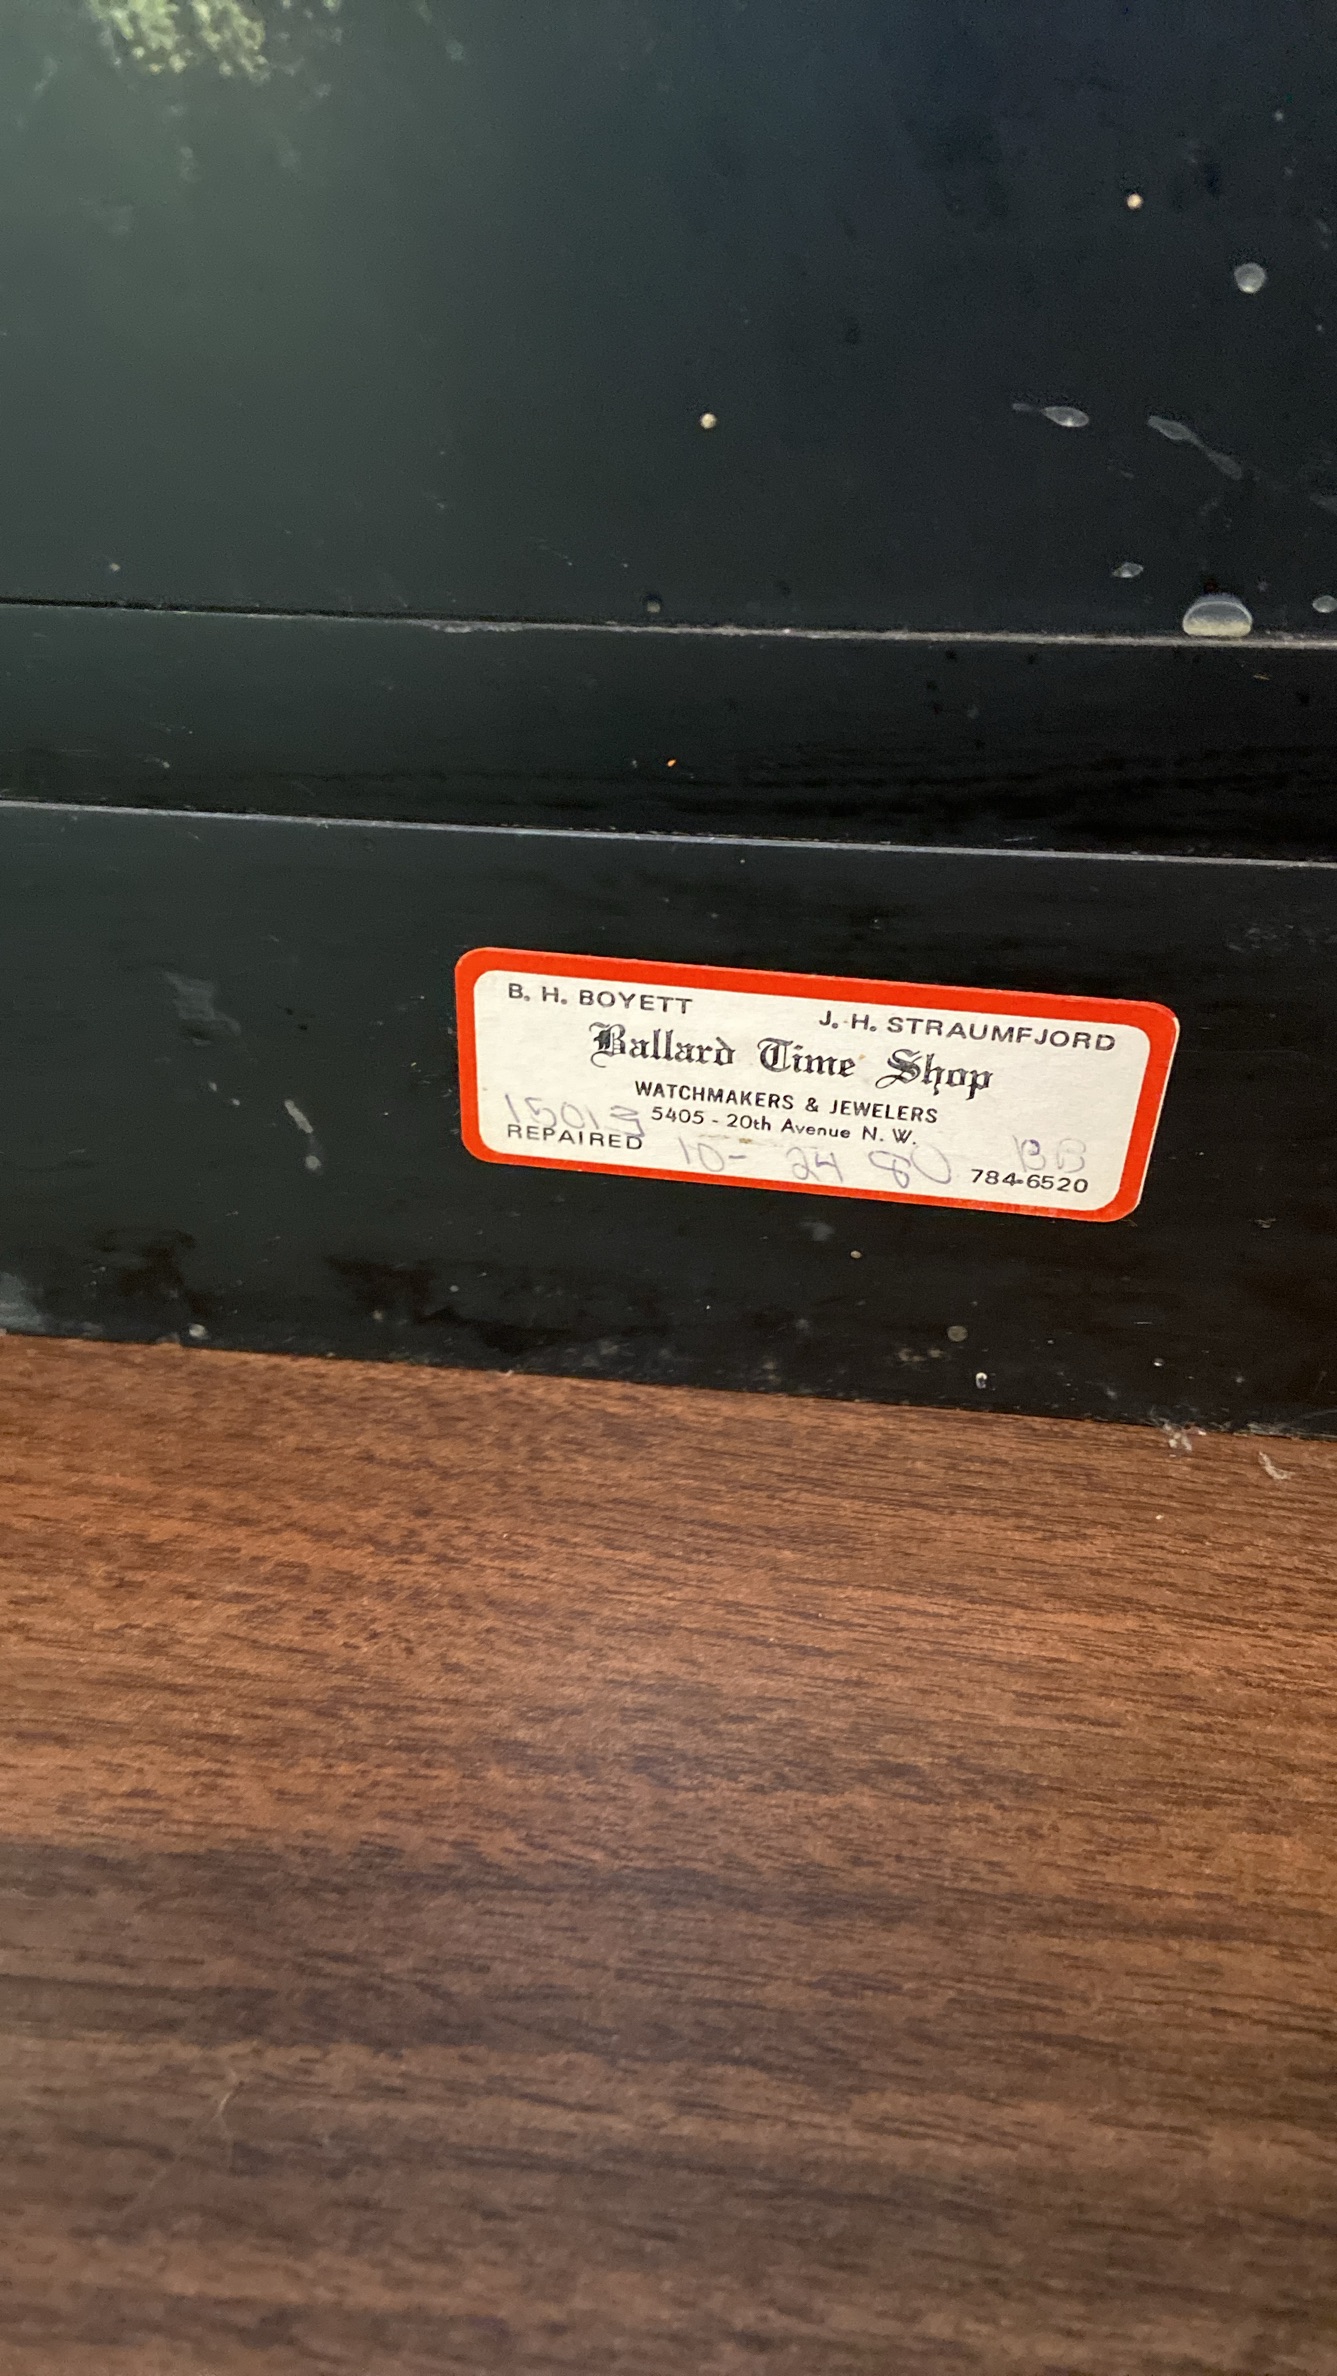 B. H. BOYETT
J. H. STRAUMFJORD
Ballard Time Shop
WATCHMAKERS & JEWELERS
5405 - 20th Avenue N. W.
15013
REPAIRED 10- 24 80
BB
784-6520